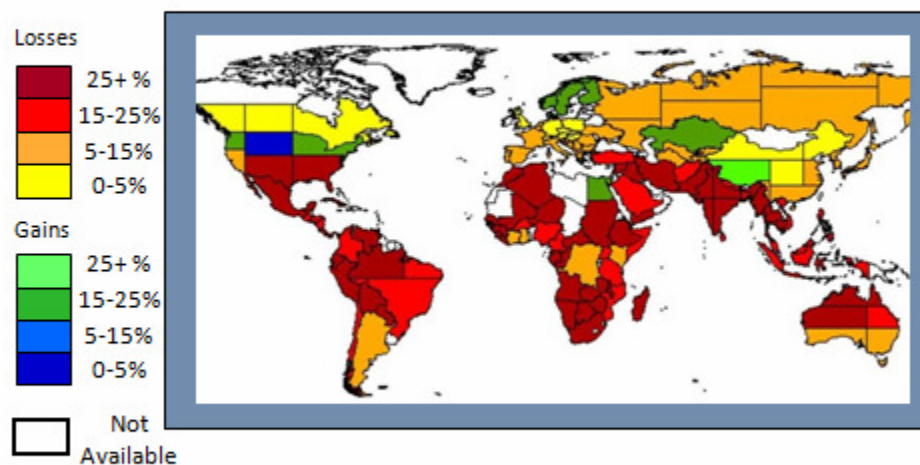 Losses
25+ %
15-25%
5-15%
0-5%
Gains
25+ %
15-25%
5-15%
0-5%
Not
Available